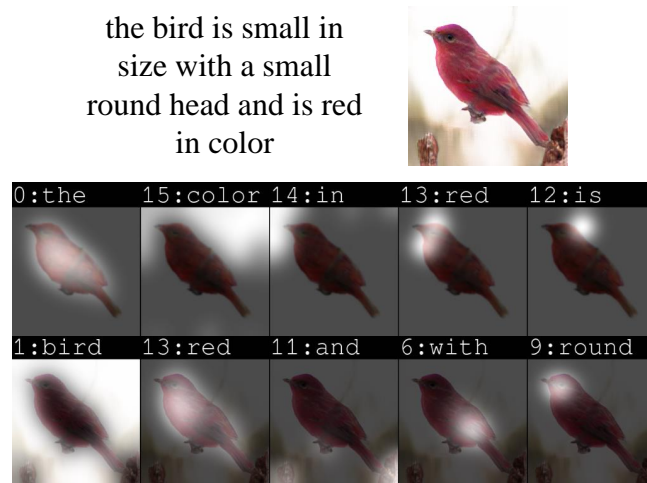 the bird is small in
size with a small
round head and is red
in color
0:the 15:color 14:in 13:red 12:is
1:bird 13:red 11:and 6:with 9:round